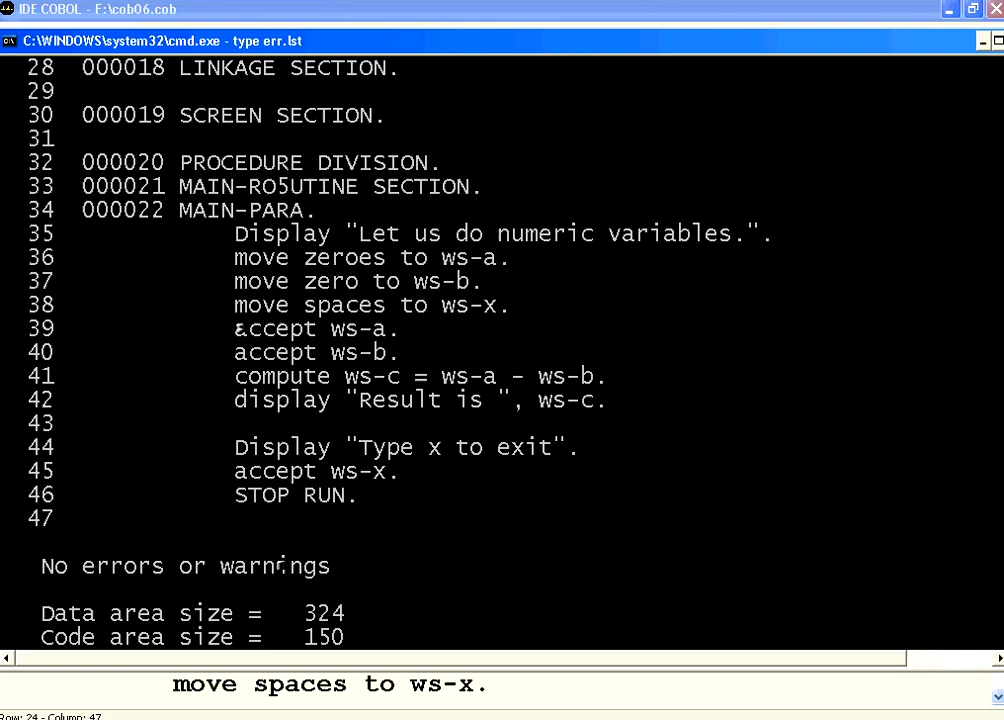 IDE COBOL - F:\cob06.cob
C:\WINDOWS\system32\cmd.exe - type err.lst
28 000018 LINKAGE SECTION.
29
30 000019 SCREEN SECTION.
31
32 000020 PROCEDURE DIVISION.
33 000021 MAIN-RO5UTINE SECTION.
34 000022 MAIN-PARA.
35 Display "Let us do numeric variables.".
36 move zeroes to ws-a.
37 move zero to ws-b.
38 move spaces to ws-x.
39 accept ws-a.
40 accept ws-b.
41 compute ws-c = ws-a - ws-b.
42 display "Result is ", ws-c.
43
44 Display "Type x to exit".
45 accept ws-x.
46 STOP RUN.
47
No errors or warnings
Data area size = 324
Code area size = 150
move spaces to ws-x.
Row: 24 - Column: 47